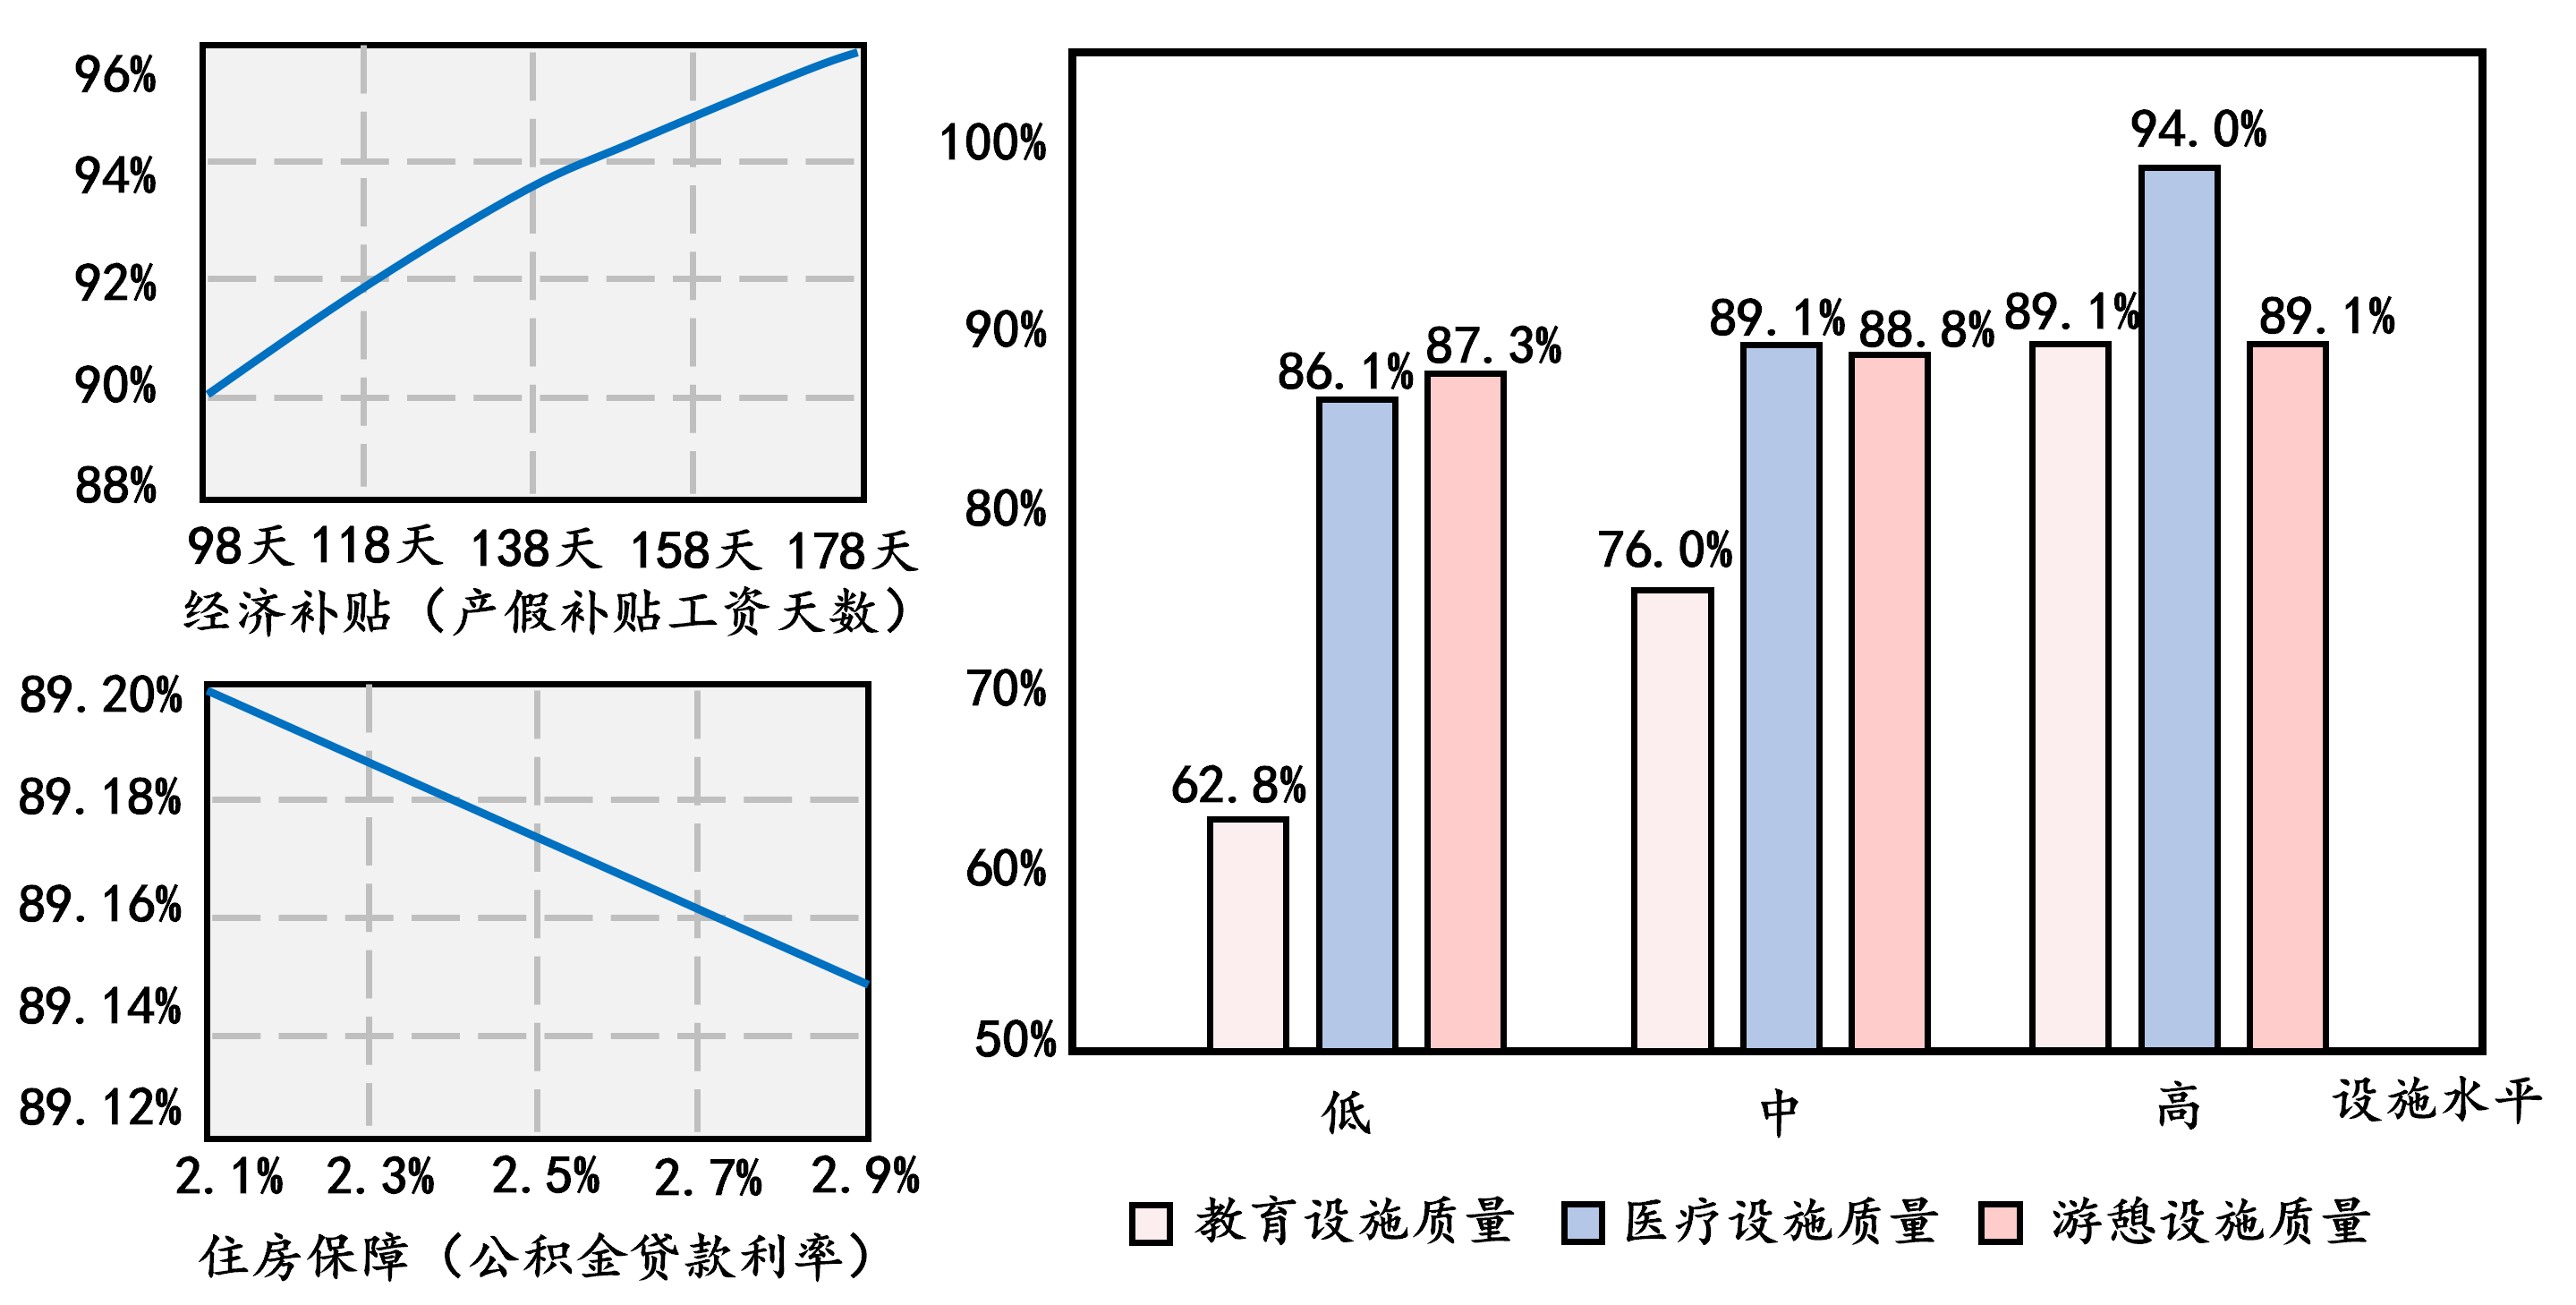 96%
94%
92%
90%
88%
98天 118天 138天 158天 178天
经济补贴（产假补贴工资天数）
89.20%
89.18%
89.16%
89.14%
89.12%
2.1% 2.3% 2.5% 2.7% 2.9%
住房保障（公积金贷款利率）
100%
90%
80%
70%
60%
50%
62.8% 86.1% 87.3%
76.0% 89.1% 88.8%
89.1% 94.0% 89.1%
低 中 高 设施水平
教育设施质量 医疗设施质量 游憩设施质量